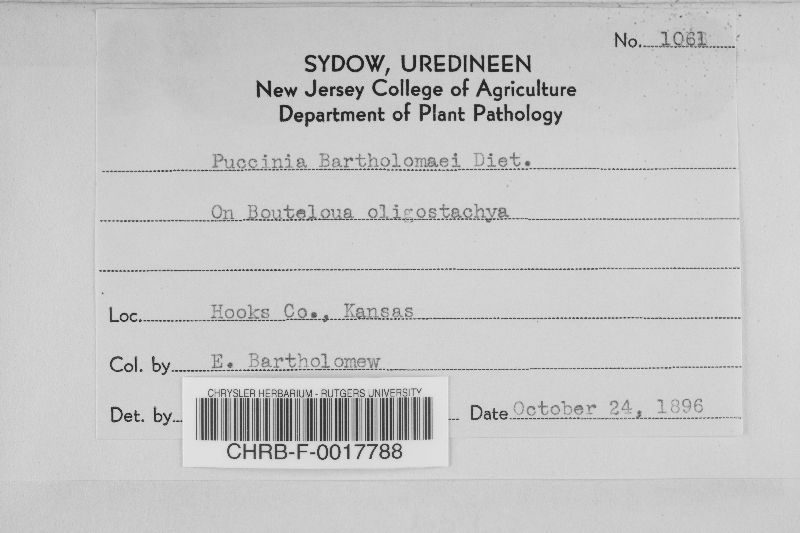 No. 1061
SYDOW, UREDINEEN
New Jersey College of Agriculture
Department of Plant Pathology
Puccinia Bartholomaei Diet.
On Bouteloua oligostachya
Loc. Hooks Co., Kansas
Col. by E. Bartholomew
Det. by Date October 24, 1896
CHRYSLER HERBARIUM - RUTGERS UNIVERSITY
CHRB-F-0017788